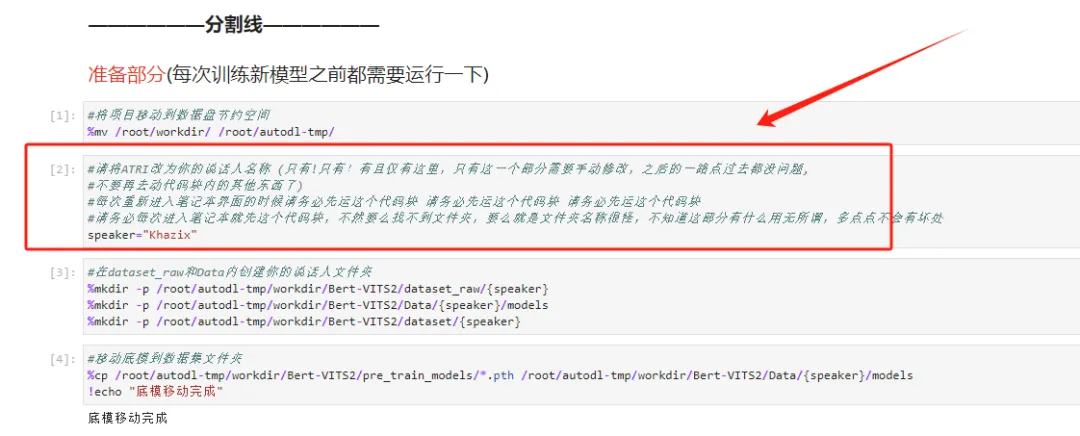 ——————分割线——————
准备部分(每次训练新模型之前都需要运行一下)
[1]: #将项目移动到数据盘节约空间
%mv /root/workdir/ /root/autodl-tmp/
[2]: #请将ATRI改为你的说话人名称 (只有!只有! 有且仅有这里, 只有这一个部分需要手动修改, 之后的一路点过去都没问题,
#不要再去动代码块内的其他东西了)
#每次重新进入笔记本界面的时候请务必先运这个代码块 请务必先运这个代码块 请务必先运这个代码块
#请务必每次进入笔记本就先这个代码块, 不然要么找不到文件夹, 要么就是文件夹名称很怪, 不知道这部分有什么用无所谓, 多点点不会有坏处
speaker="Khazix"
[3]: #在dataset_raw和Data内创建你的说话人文件夹
%mkdir -p /root/autodl-tmp/workdir/Bert-VITS2/dataset_raw/{speaker}
%mkdir -p /root/autodl-tmp/workdir/Bert-VITS2/Data/{speaker}/models
%mkdir -p /root/autodl-tmp/workdir/Bert-VITS2/dataset/{speaker}
[4]: #移动底模到数据集文件夹
%cp /root/autodl-tmp/workdir/Bert-VITS2/pre_train_models/*.pth /root/autodl-tmp/workdir/Bert-VITS2/Data/{speaker}/models
!echo "底模移动完成"
底模移动完成